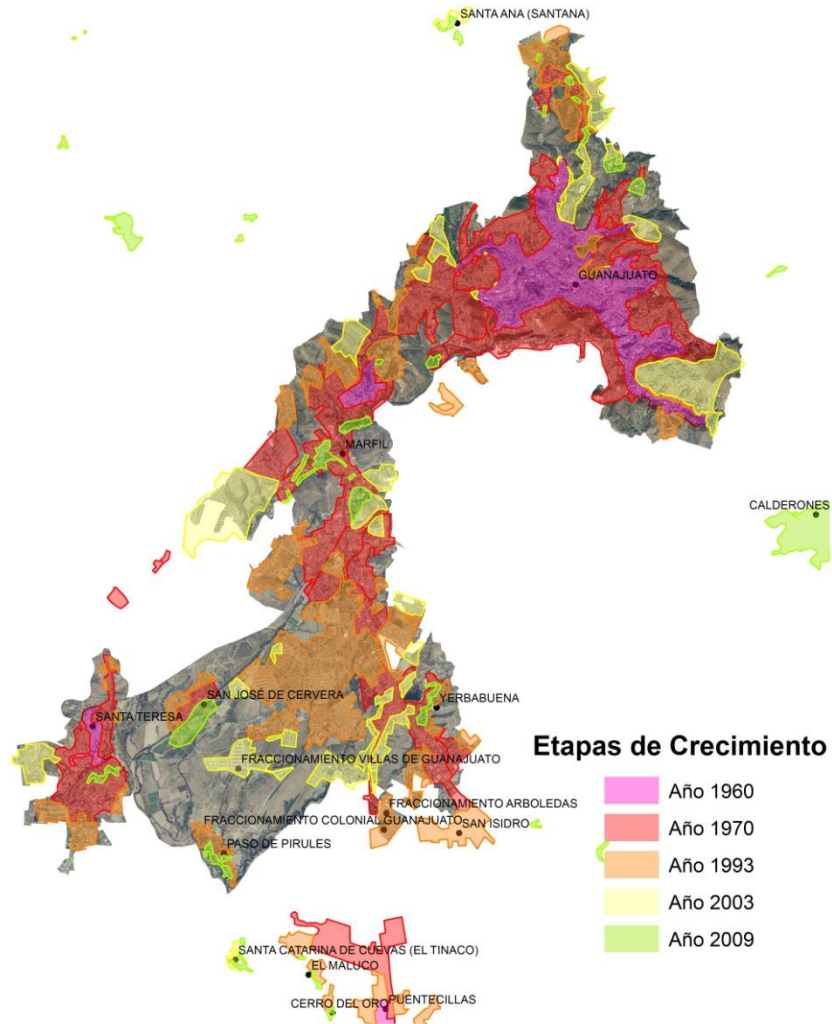 SANTA ANA (SANTANA)
GUANAJUATO
MARFIL
CALDERONES
SAN JOSÉ DE CERVERA
YERBABUENA
SANTA TERESA
Etapas de Crecimiento
FRACCIONAMIENTO VILLAS DE GUANAJUATO
Año 1960
FRACCIONAMIENTO ARBOLEDAS
FRACCIONAMIENTO COLONIAL GUANAJUATO
SAN ISIDRO
Año 1970
PASO DE PIRULES
Año 1993
Año 2003
Año 2009
SANTA CATARINA DE CUEVAS (EL TINACO)
EL MALUCO
CERRO DEL ORO
PUENTECILLAS